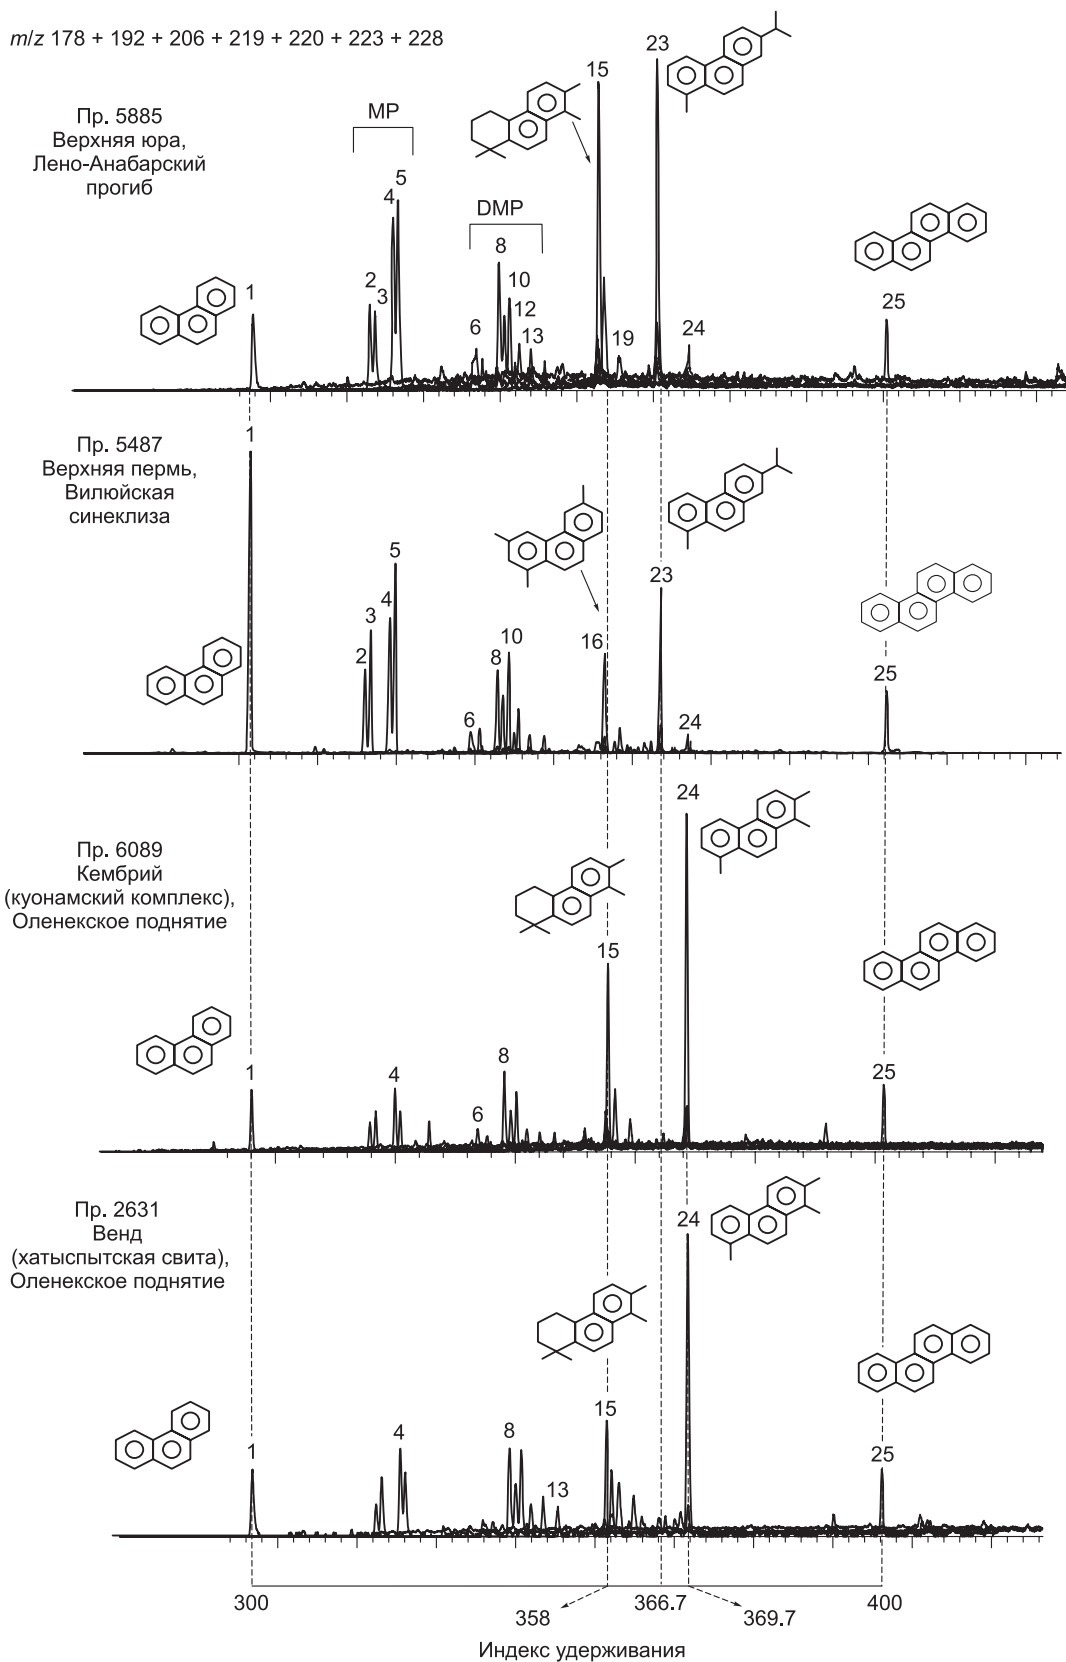 m/z 178 + 192 + 206 + 219 + 220 + 223 + 228
Пр. 5885
Верхняя юра,
Лено-Анабарский
прогиб
1
2
3
MP
4
5
6
DMP
8
10
12
13
15
19
23
24
25
Пр. 5487
Верхняя пермь,
Вилюйская
синеклиза
1
2
3
4
5
6
8
10
16
23
24
25
Пр. 6089
Кембрий
(куонамский комплекс),
Оленекское поднятие
1
4
6
8
15
24
25
Пр. 2631
Венд
(хатыспытская свита),
Оленекское поднятие
1
4
8
13
15
24
25
300
358
366.7
369.7
400
Индекс удерживания